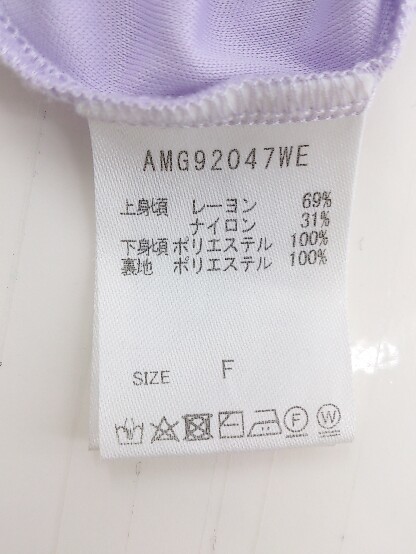 AMG92047WE
上身頃 レーヨン 69%
ナイロン 31%
下身頃 ポリエステル 100%
裏地 ポリエステル 100%
SIZE F
F W